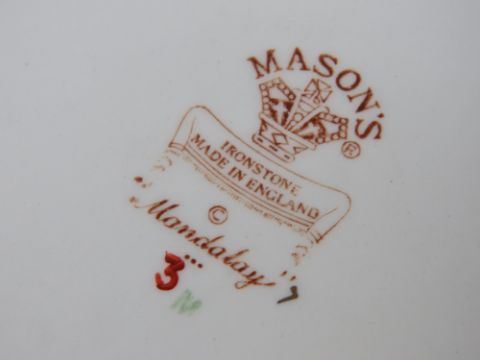 MASON'S
®
IRONSTONE
MADE IN ENGLAND
©
"Mandalay"
3
M